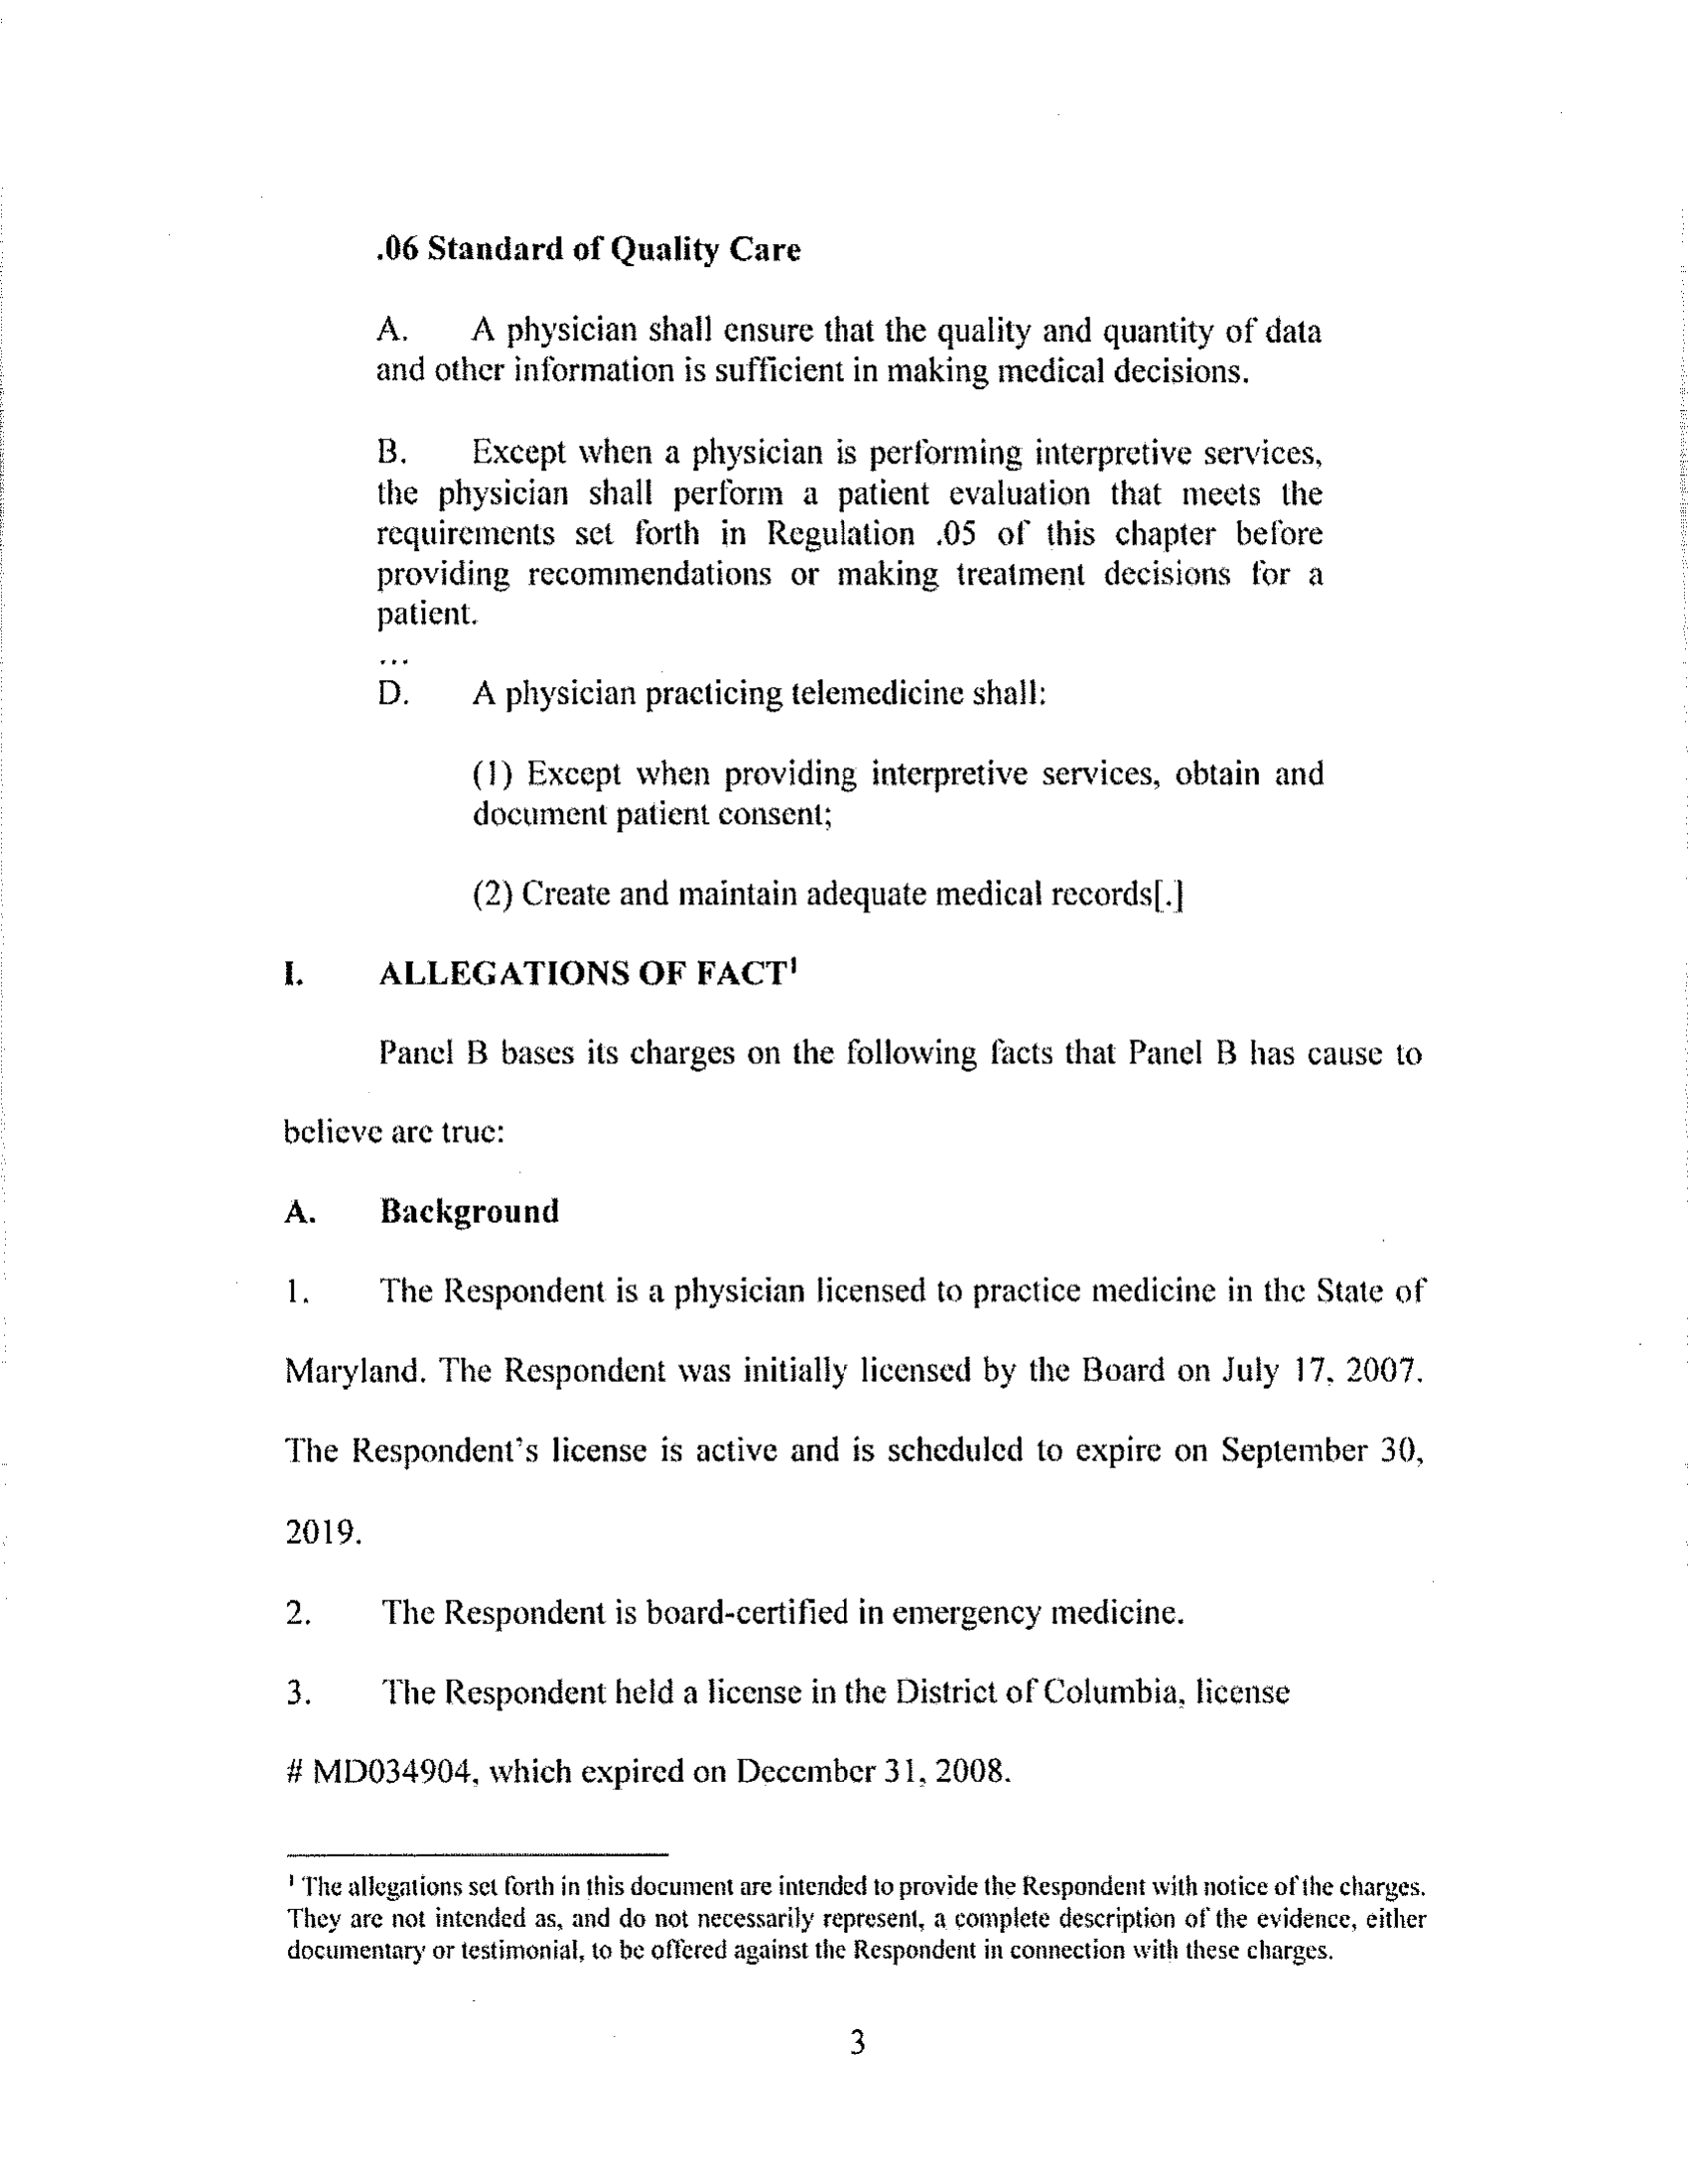 .06 Standard of Quality Care
A. A physician shall ensure that the quality and quantity of data
and other information is sufficient in making medical decisions.
B. Except when a physician is performing interpretive services,
the physician shall perform a patient evaluation that meets the
requirements set forth in Regulation .05 of this chapter before
providing recommendations or making treatment decisions for a
patient.
...
D. A physician practicing telemedicine shall:
(1) Except when providing interpretive services, obtain and
document patient consent;
(2) Create and maintain adequate medical records[.]
I. ALLEGATIONS OF FACT¹
Panel B bases its charges on the following facts that Panel B has cause to
believe are true:
A. Background
1. The Respondent is a physician licensed to practice medicine in the State of
Maryland. The Respondent was initially licensed by the Board on July 17, 2007.
The Respondent's license is active and is scheduled to expire on September 30,
2019.
2. The Respondent is board-certified in emergency medicine.
3. The Respondent held a license in the District of Columbia, license
# MD034904, which expired on December 31, 2008.
¹ The allegations set forth in this document are intended to provide the Respondent with notice of the charges.
They are not intended as, and do not necessarily represent, a complete description of the evidence, either
documentary or testimonial, to be offered against the Respondent in connection with these charges.
3